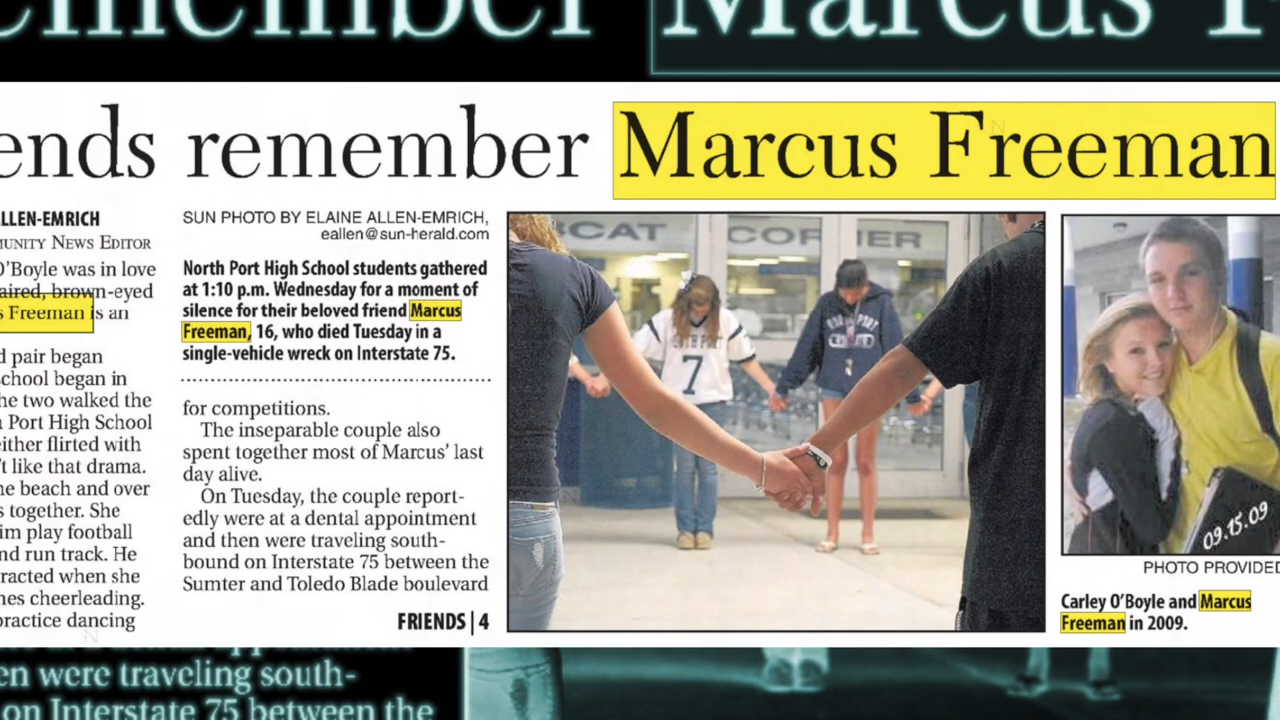 emember Marcus F
ends remember Marcus Freeman
LLEN-EMRICH
MUNITY NEWS EDITOR
O'Boyle was in love
aired, brown-eyed
s Freeman is an
d pair began
school began in
he two walked the
h Port High School
either flirted with
't like that drama.
he beach and over
s together. She
im play football
nd run track. He
racted when she
nes cheerleading.
practice dancing
SUN PHOTO BY ELAINE ALLEN-EMRICH,
eallen@sun-herald.com
North Port High School students gathered
at 1:10 p.m. Wednesday for a moment of
silence for their beloved friend Marcus
Freeman, 16, who died Tuesday in a
single-vehicle wreck on Interstate 75.
for competitions.
The inseparable couple also
spent together most of Marcus' last
day alive.
On Tuesday, the couple report-
edly were at a dental appointment
and then were traveling south-
bound on Interstate 75 between the
Sumter and Toledo Blade boulevard
FRIENDS | 4
BCAT CORNER
7
09.15.09
PHOTO PROVIDED
Carley O'Boyle and Marcus
Freeman in 2009.
en were traveling south-
on Interstate 75 between the